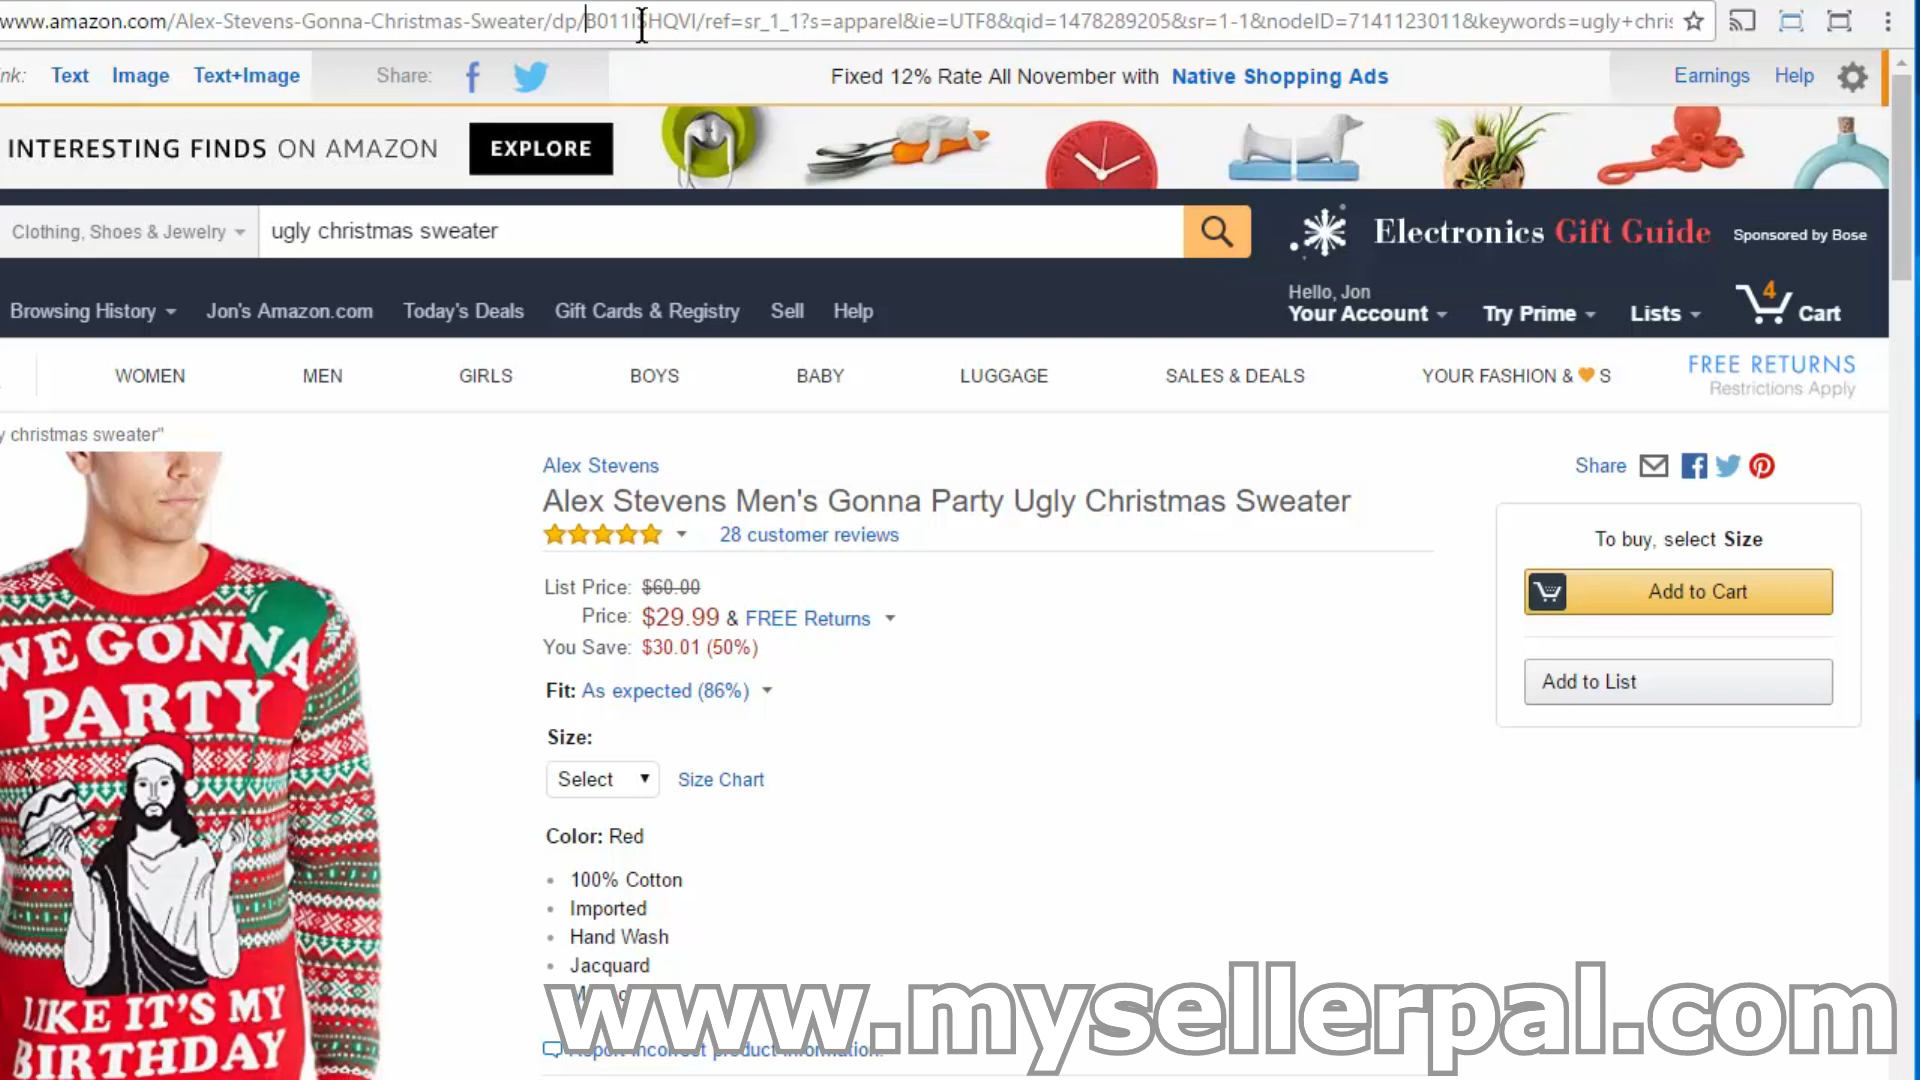 www.amazon.com/Alex-Stevens-Gonna-Christmas-Sweater/dp/B011ISHQVI/ref=sr_1_1?s=apparel&ie=UTF8&qid=1478289205&sr=1-1&nodeID=7141123011&keywords=ugly+chris
nk: Text Image Text+Image Share: Fixed 12% Rate All November with Native Shopping Ads Earnings Help
INTERESTING FINDS ON AMAZON EXPLORE
Clothing, Shoes & Jewelry ugly christmas sweater Electronics Gift Guide Sponsored by Bose
Hello, Jon
Browsing History Jon's Amazon.com Today's Deals Gift Cards & Registry Sell Help Your Account Try Prime Lists 4 Cart
WOMEN MEN GIRLS BOYS BABY LUGGAGE SALES & DEALS YOUR FASHION & S FREE RETURNS
Restrictions Apply
y christmas sweater"
Alex Stevens
Share
Alex Stevens Men's Gonna Party Ugly Christmas Sweater
28 customer reviews
List Price: $60.00
Price: $29.99 & FREE Returns
You Save: $30.01 (50%)
Fit: As expected (86%)
Size:
Select Size Chart
Color: Red
100% Cotton
Imported
Hand Wash
Jacquard
Report incorrect product information.
To buy, select Size
Add to Cart
Add to List
WE GONNA
PARTY
LIKE IT'S MY
BIRTHDAY
www.mysellerpal.com